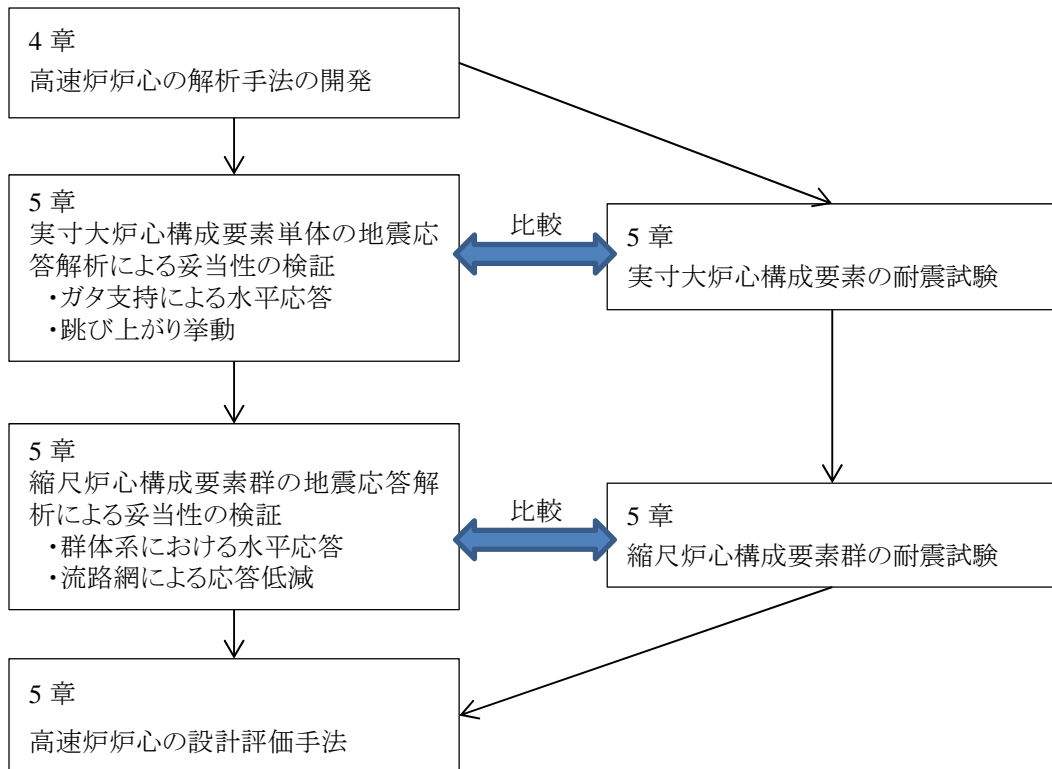 4 章
高速炉炉心の解析手法の開発
5 章
実寸大炉心構成要素単体の地震応
答解析による妥当性の検証
・ガタ支持による水平応答
・跳び上がり挙動
比較
5 章
実寸大炉心構成要素の耐震試験
5 章
縮尺炉心構成要素群の地震応答解
析による妥当性の検証
・群体系における水平応答
・流路網による応答低減
比較
5 章
縮尺炉心構成要素群の耐震試験
5 章
高速炉炉心の設計評価手法